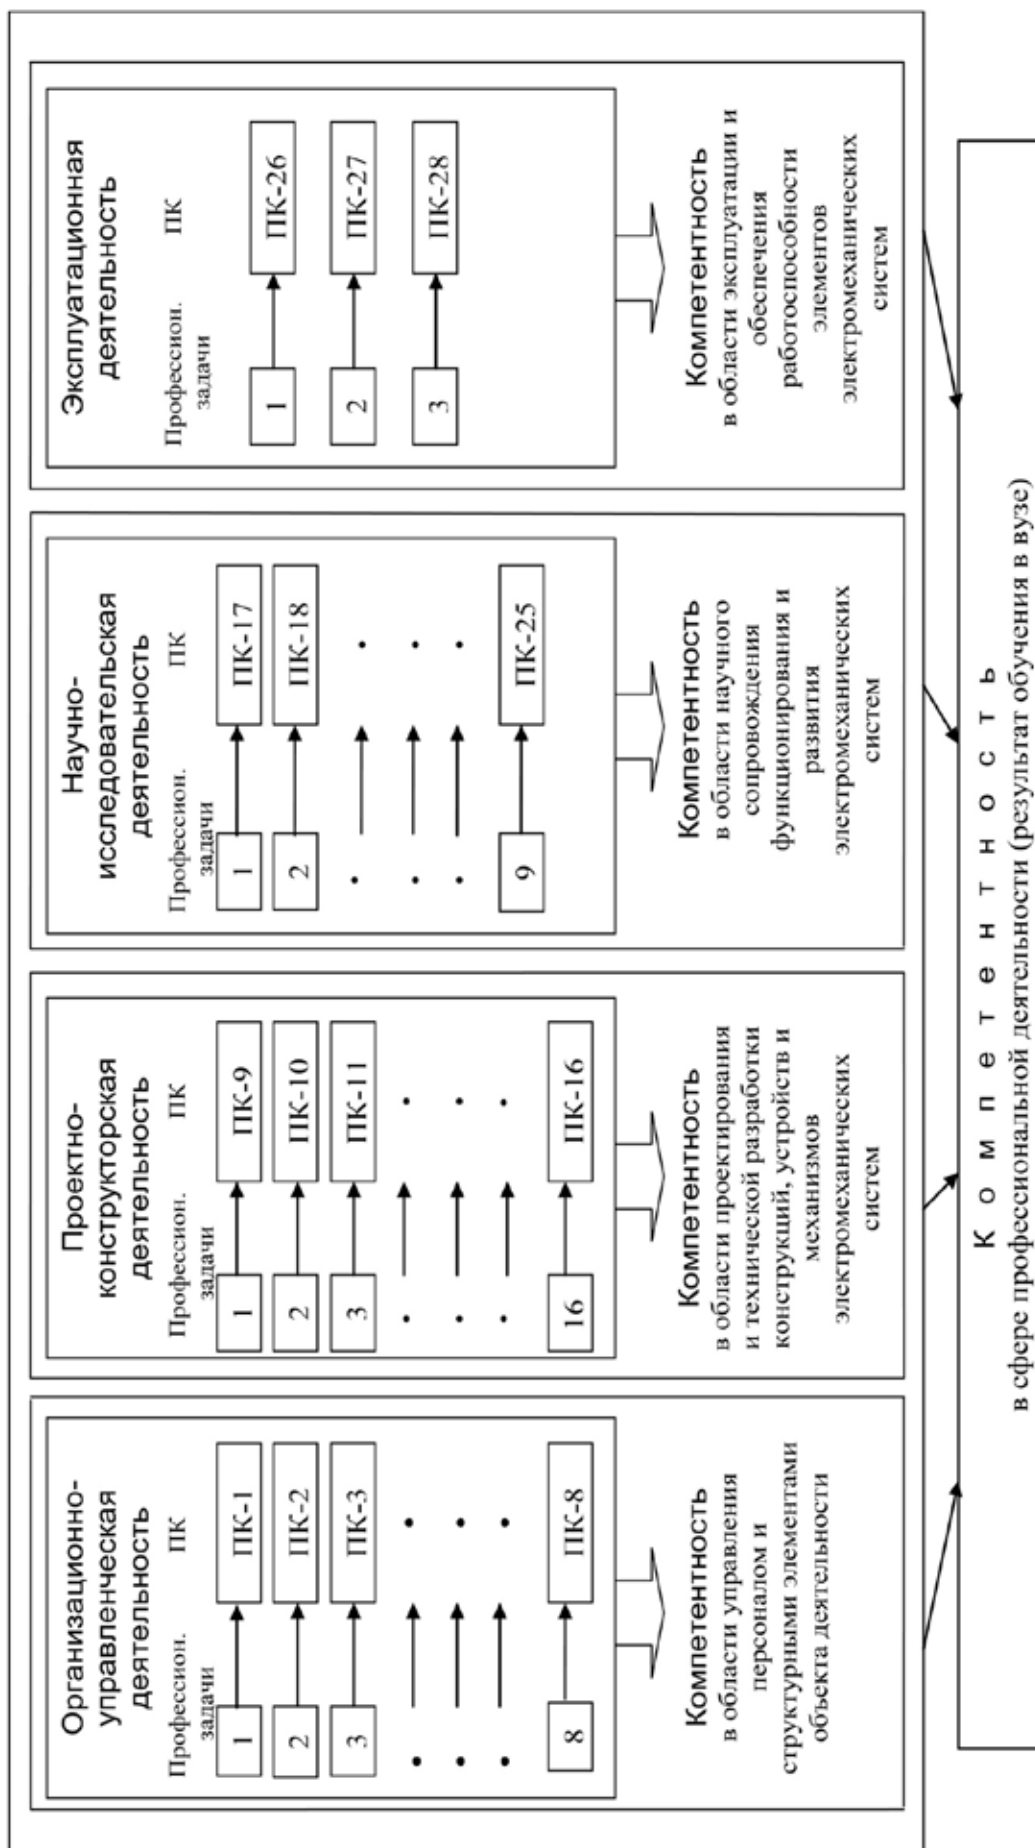 Организационно-
управленческая
деятельность
Профессион.
задачи
ПК
1
ПК-1
2
ПК-2
3
ПК-3
8
ПК-8
Компетентность
в области управления
персоналом и
структурными элементами
объекта деятельности
Проектно-
конструкторская
деятельность
Профессион.
задачи
ПК
1
ПК-9
2
ПК-10
3
ПК-11
16
ПК-16
Компетентность
в области проектирования
и технической разработки
конструкций, устройств и
механизмов
электромеханических
систем
Научно-
исследовательская
деятельность
Профессион.
задачи
ПК
1
ПК-17
2
ПК-18
9
ПК-25
Компетентность
в области научного
сопровождения
функционирования и
развития
электромеханических
систем
Эксплуатационная
деятельность
Профессион.
задачи
ПК
1
ПК-26
2
ПК-27
3
ПК-28
Компетентность
в области эксплуатации и
обеспечения
работоспособности
элементов
электромеханических
систем
Компетентность
в сфере профессиональной деятельности (результат обучения в вузе)